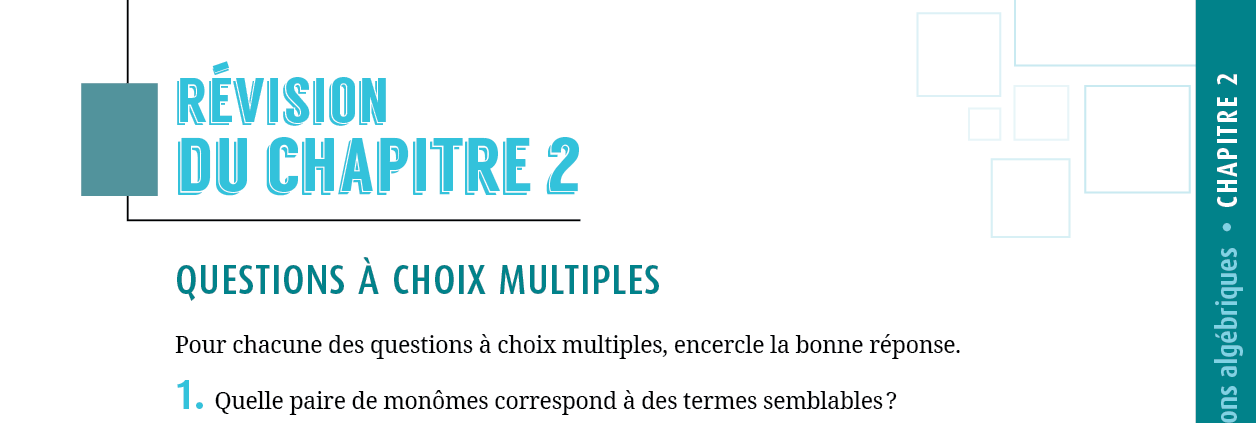 RÉVISION
DU CHAPITRE 2
QUESTIONS À CHOIX MULTIPLES
Pour chacune des questions à choix multiples, encercle la bonne réponse.
1. Quelle paire de monômes correspond à des termes semblables ?
algébriques • CHAPITRE 2